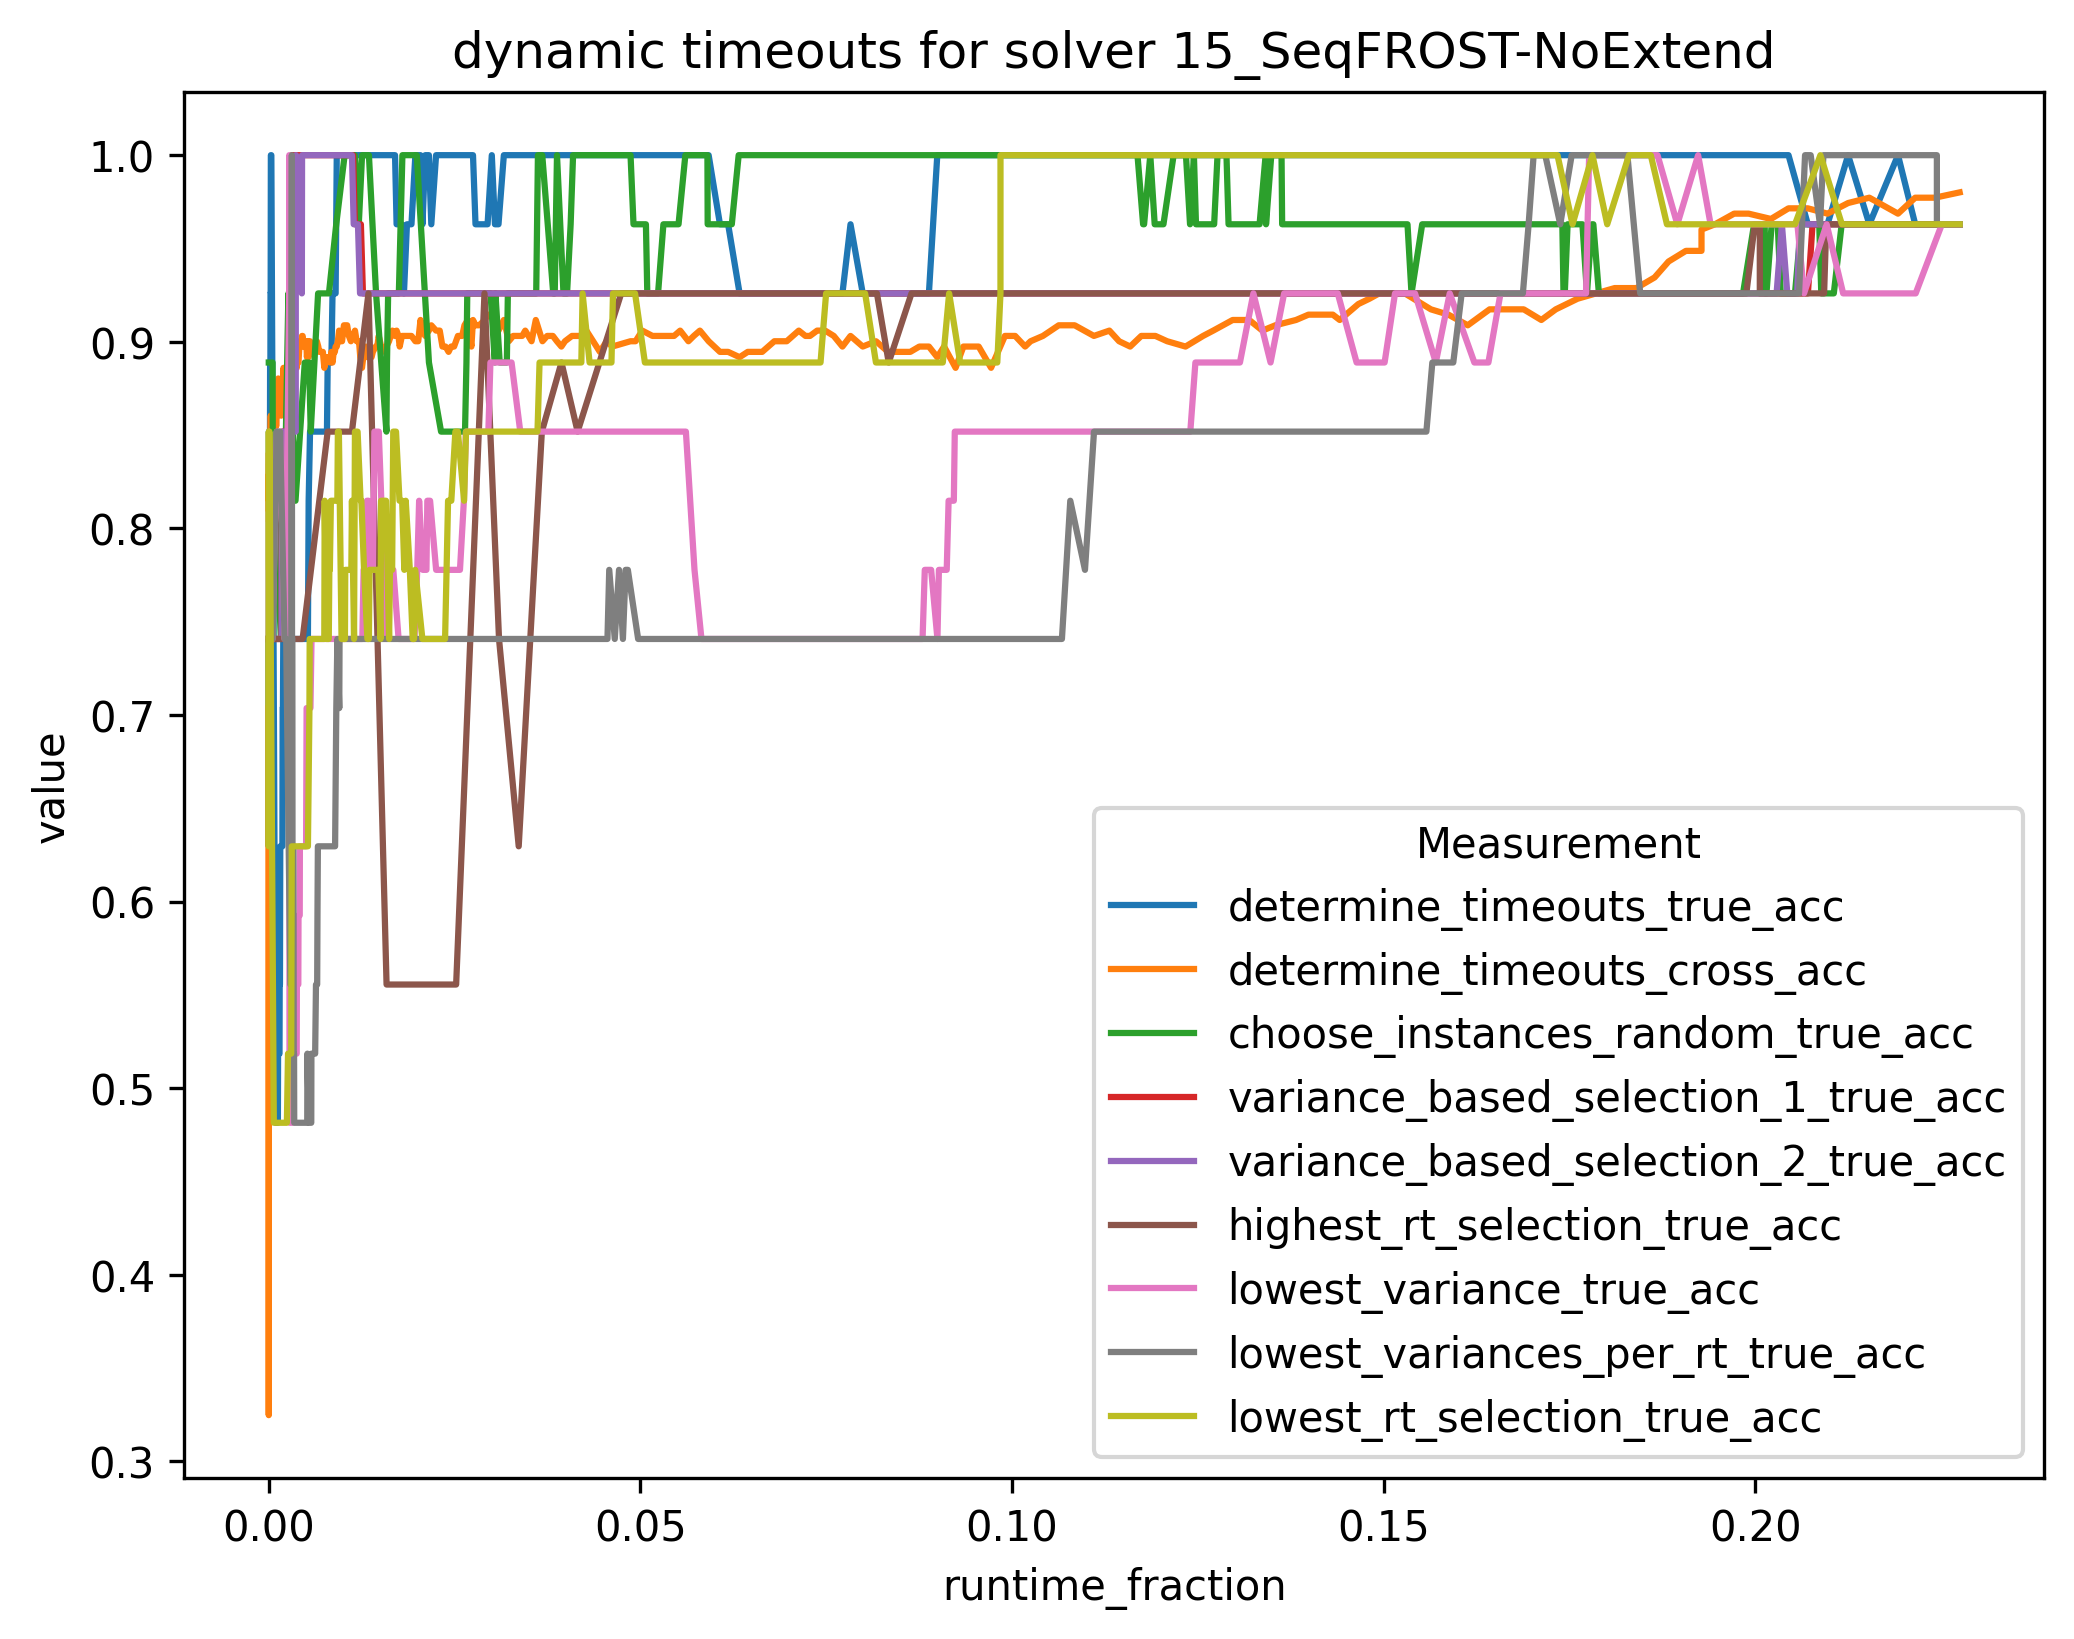 dynamic timeouts for solver 15_SeqFROST-NoExtend
1.0
0.9
0.8
0.7
0.6
0.5
0.4
0.3
value
Measurement
determine_timeouts_true_acc
determine_timeouts_cross_acc
choose_instances_random_true_acc
variance_based_selection_1_true_acc
variance_based_selection_2_true_acc
highest_rt_selection_true_acc
lowest_variance_true_acc
lowest_variances_per_rt_true_acc
lowest_rt_selection_true_acc
0.00 0.05 0.10 0.15 0.20
runtime_fraction